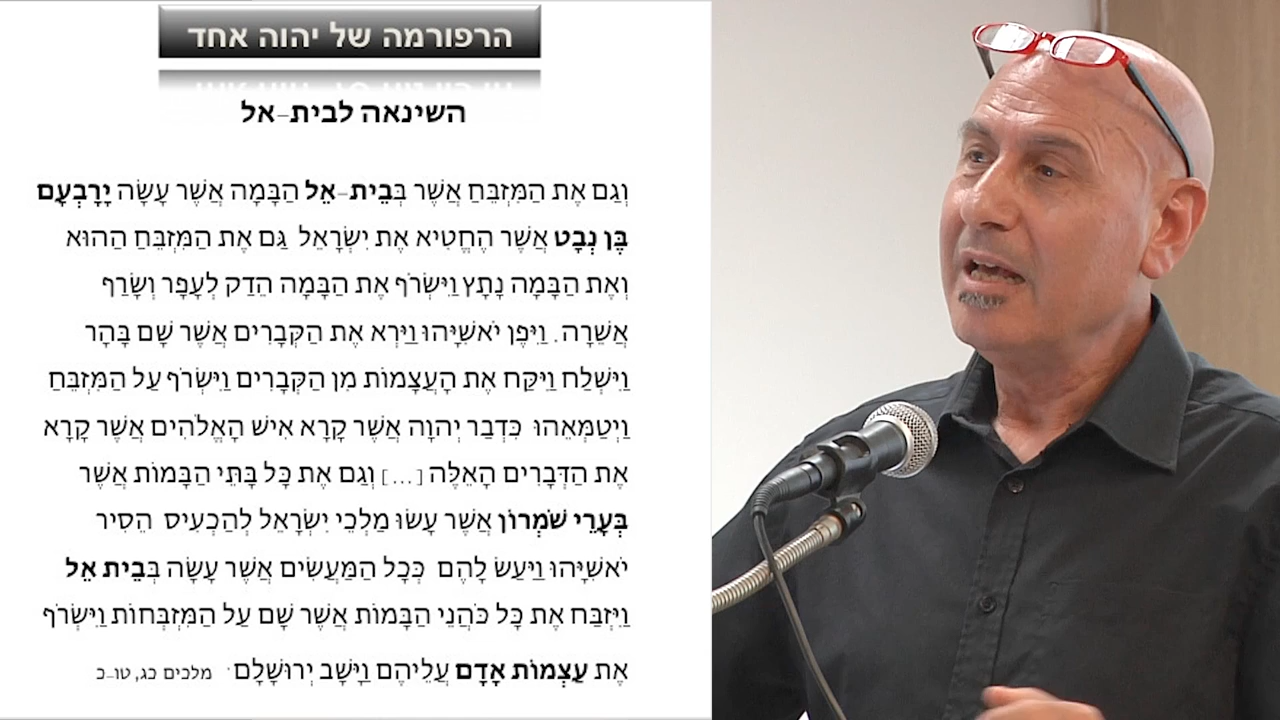 הרפורמה של יהוה אחד
השינאה לבית-אל
וְגַם אֶת הַמִּזְבֵּחַ אֲשֶׁר בְּבֵית-אֵל הַבָּמָה אֲשֶׁר עָשָׂה יָרָבְעָם
בֶּן נְבָט אֲשֶׁר הֶחֱטִיא אֶת יִשְׂרָאֵל גַּם אֶת הַמִּזְבֵּחַ הַהוּא
וְאֶת הַבָּמָה נָתָץ וַיִּשְׂרֹף אֶת הַבָּמָה הֵדַק לְעָפָר וְשָׂרַף
אֲשֵׁרָה. וַיִּפֶן יֹאשִׁיָּהוּ וַיַּרְא אֶת הַקְּבָרִים אֲשֶׁר שָׁם בָּהָר
וַיִּשְׁלַח וַיִּקַּח אֶת הָעֲצָמוֹת מִן הַקְּבָרִים וַיִּשְׂרֹף עַל הַמִּזְבֵּחַ
וַיְטַמְּאֵהוּ כִּדְבַר יְהוָה אֲשֶׁר קָרָא אִישׁ הָאֱלֹהִים אֲשֶׁר קָרָא
אֶת הַדְּבָרִים הָאֵלֶּה [...] וְגַם אֶת כָּל בָּתֵּי הַבָּמוֹת אֲשֶׁר
בְּעָרֵי שֹׁמְרוֹן אֲשֶׁר עָשׂוּ מַלְכֵי יִשְׂרָאֵל לְהַכְעִיס הֵסִיר
יֹאשִׁיָּהוּ וַיַּעַשׂ לָהֶם כְּכָל הַמַּעֲשִׂים אֲשֶׁר עָשָׂה בְּבֵית אֵל
וַיִּזְבַּח אֶת כָּל כֹּהֲנֵי הַבָּמוֹת אֲשֶׁר שָׁם עַל הַמִּזְבְּחוֹת וַיִּשְׂרֹף
אֶת עַצְמוֹת אָדָם עֲלֵיהֶם וַיָּשָׁב יְרוּשָׁלָ‍ִם מלכים כג, טו-כ